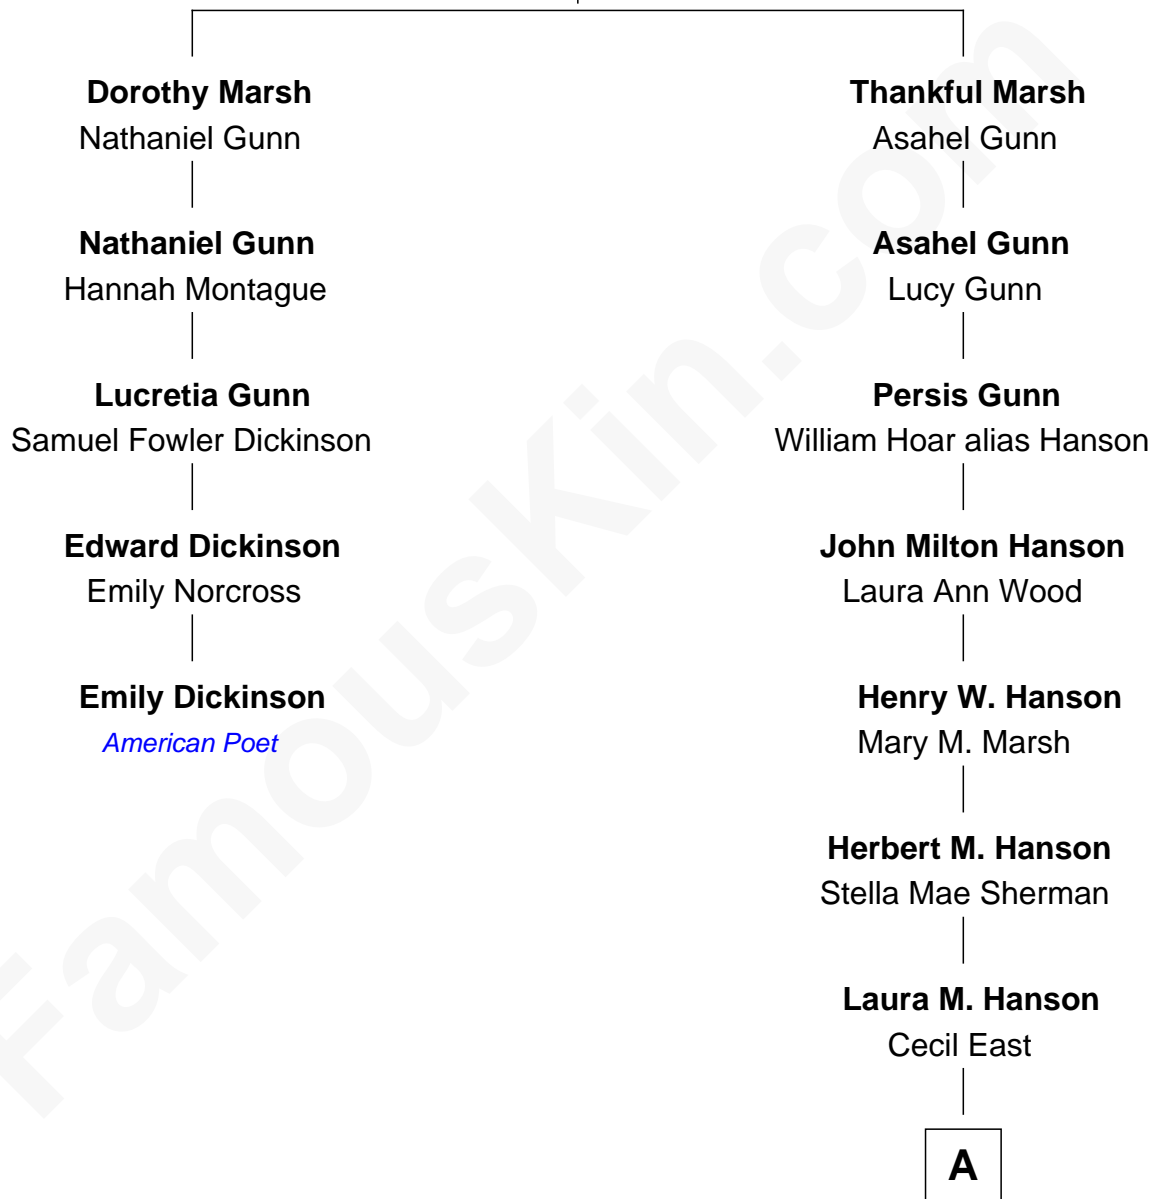 Dorothy Marsh
Nathaniel Gunn
Nathaniel Gunn
Hannah Montague
Lucretia Gunn
Samuel Fowler Dickinson
Edward Dickinson
Emily Norcross
Emily Dickinson
American Poet
Thankful Marsh
Asahel Gunn
Asahel Gunn
Lucy Gunn
Persis Gunn
William Hoar alias Hanson
John Milton Hanson
Laura Ann Wood
Henry W. Hanson
Mary M. Marsh
Herbert M. Hanson
Stella Mae Sherman
Laura M. Hanson
Cecil East
A
FamousKin.com